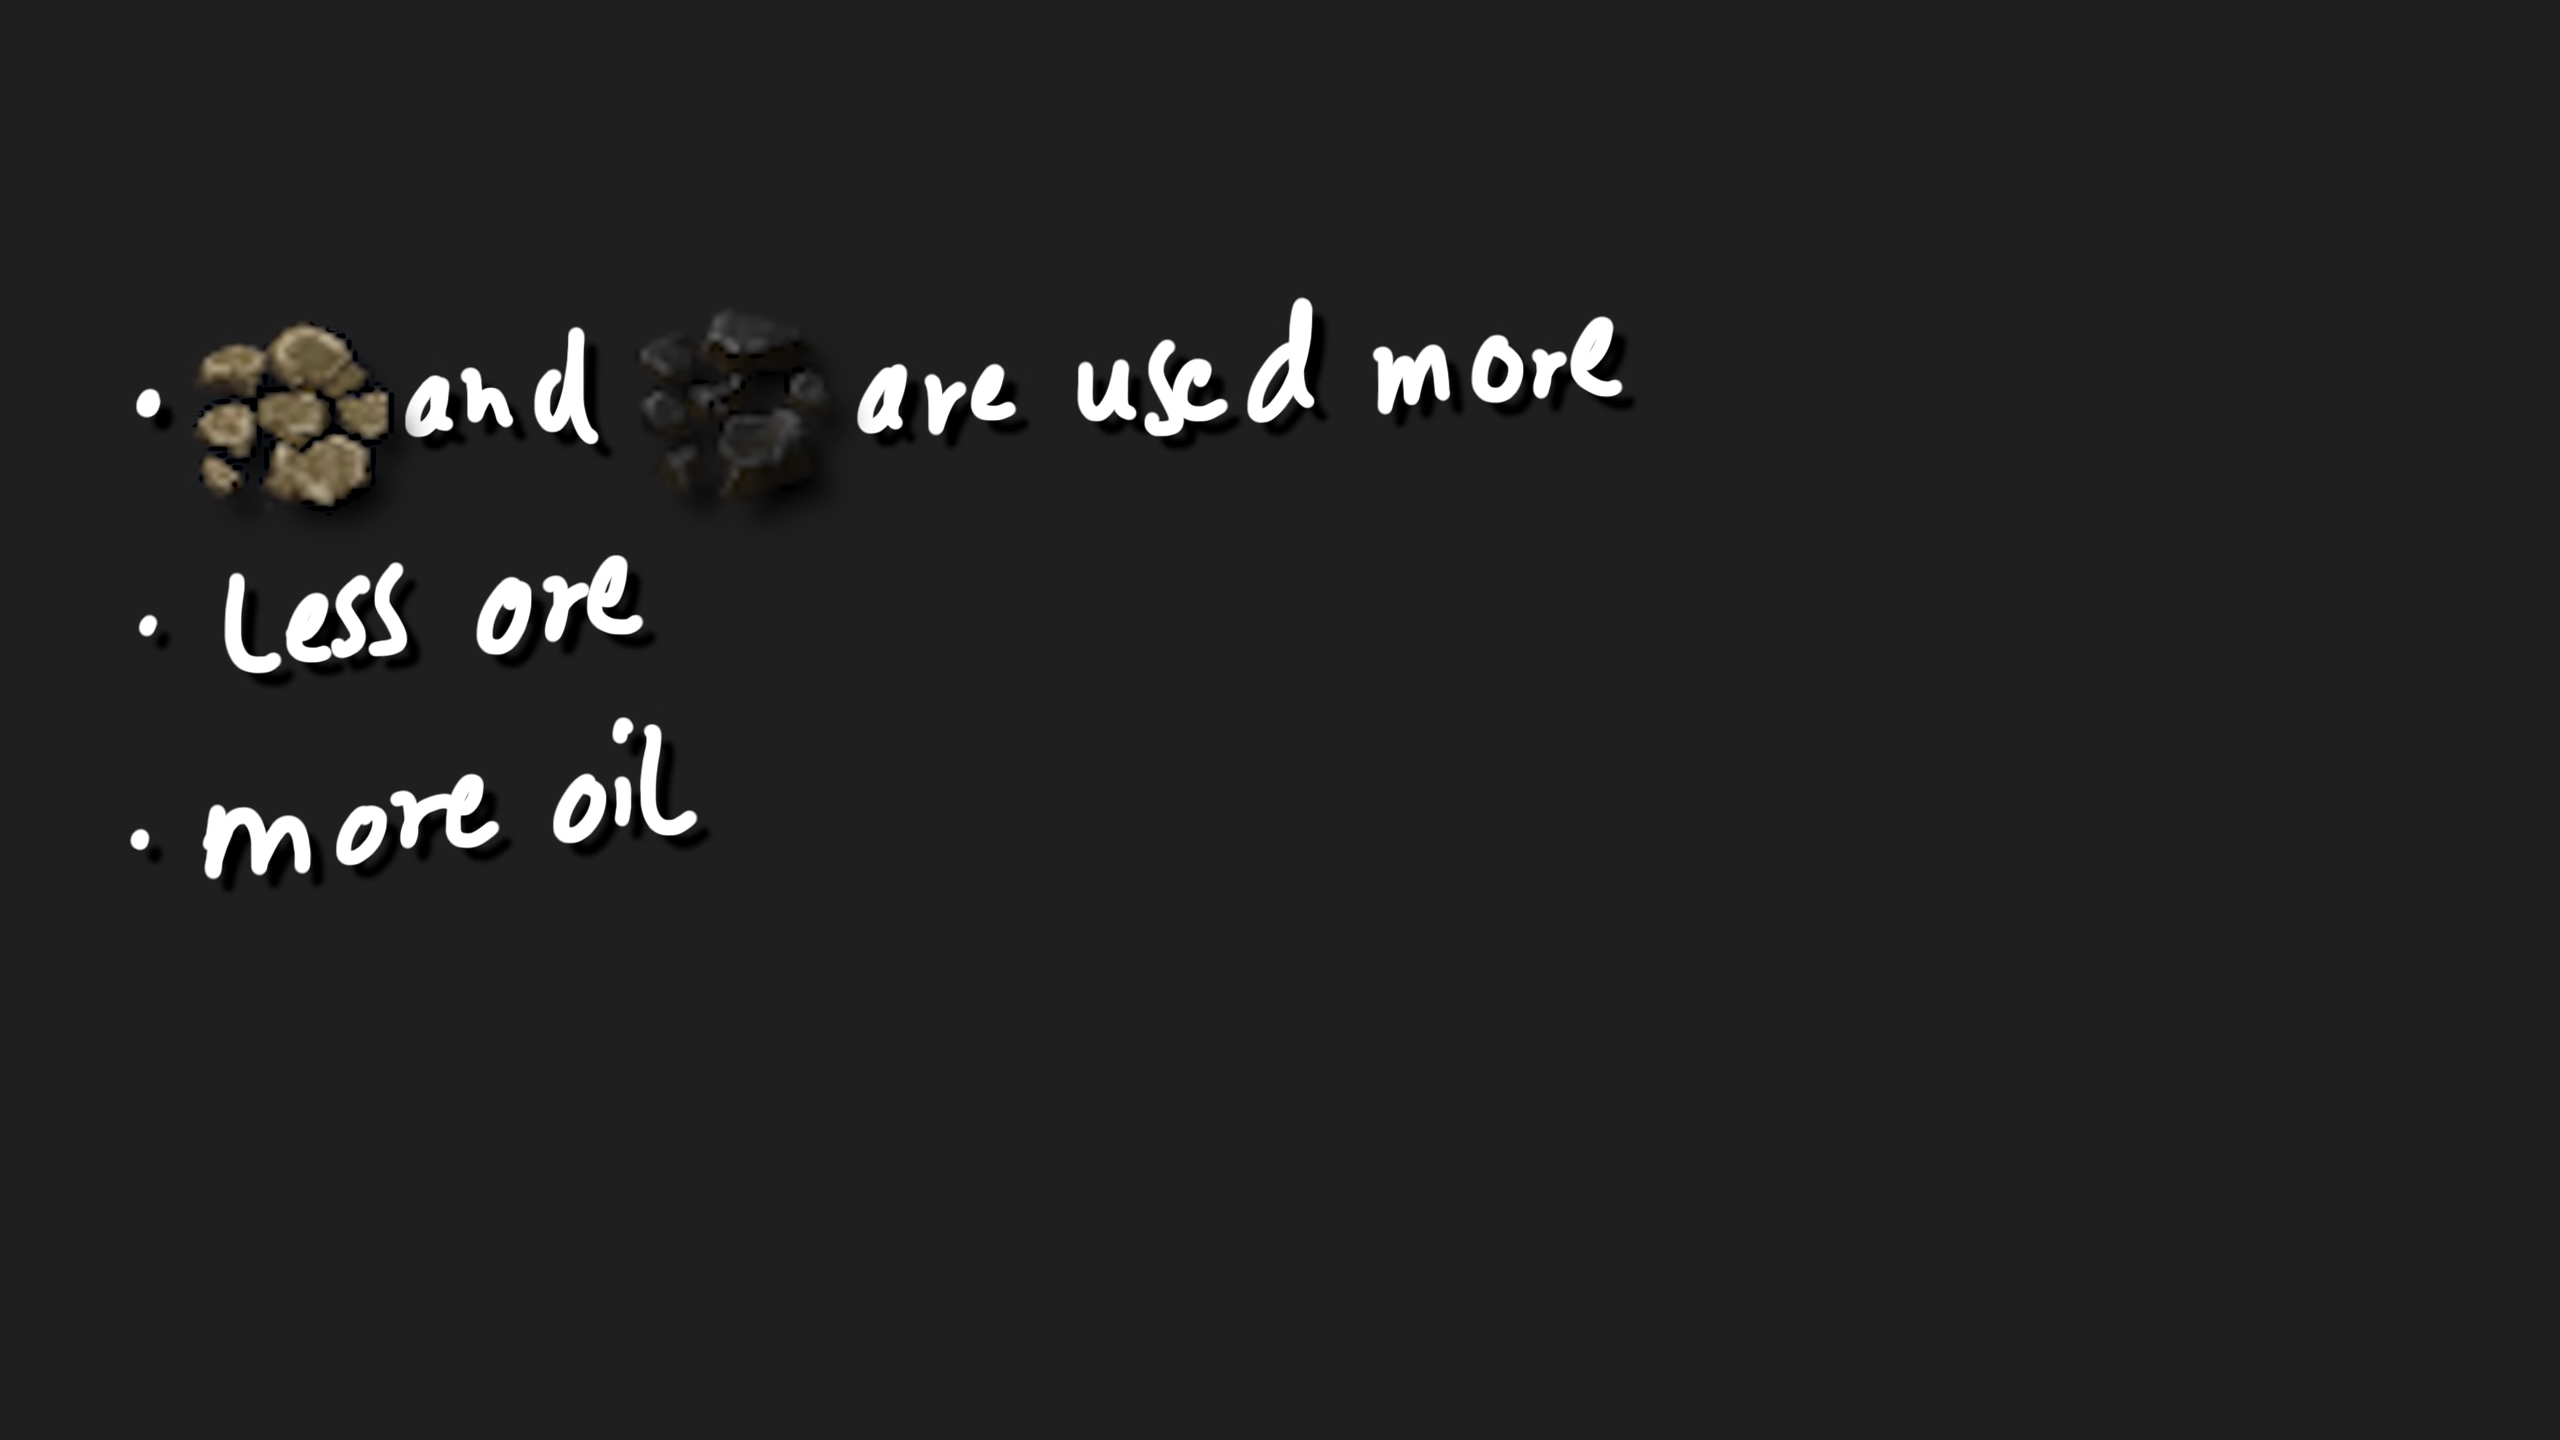 • and are used more
• Less ore
• more oil